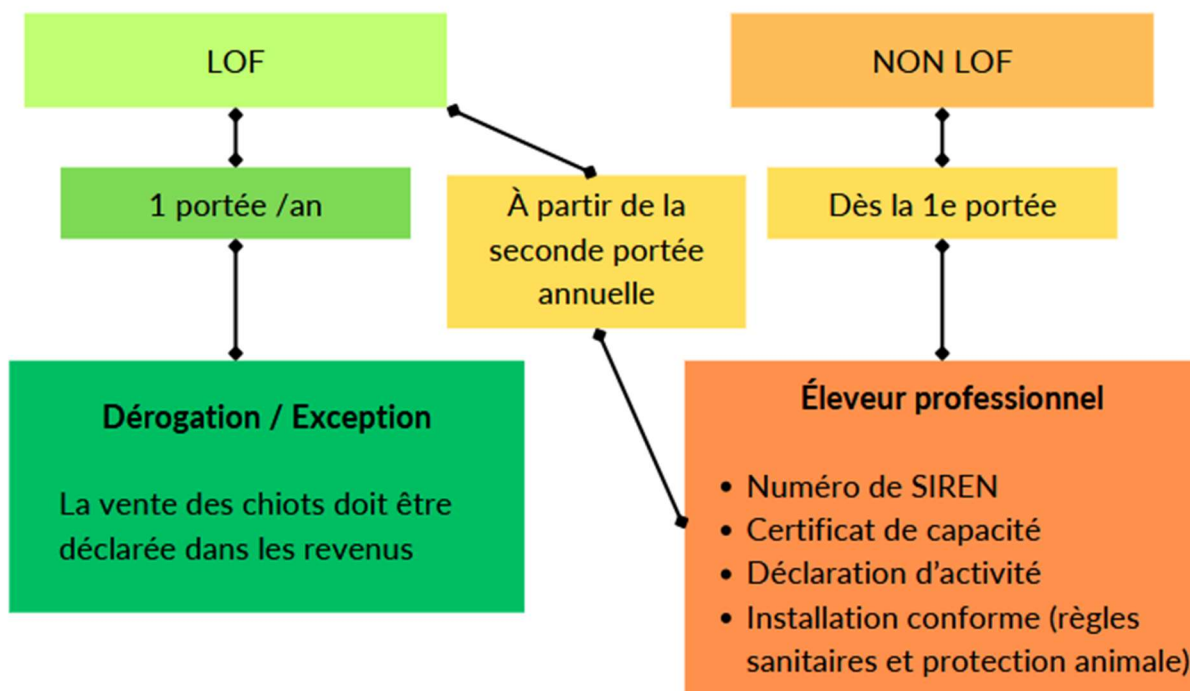 LOF
NON LOF
1 portée /an
À partir de la
seconde portée
annuelle
Dès la 1e portée
Dérogation / Exception
La vente des chiots doit être
déclarée dans les revenus
Éleveur professionnel
• Numéro de SIREN
• Certificat de capacité
• Déclaration d'activité
• Installation conforme (règles
sanitaires et protection animale)